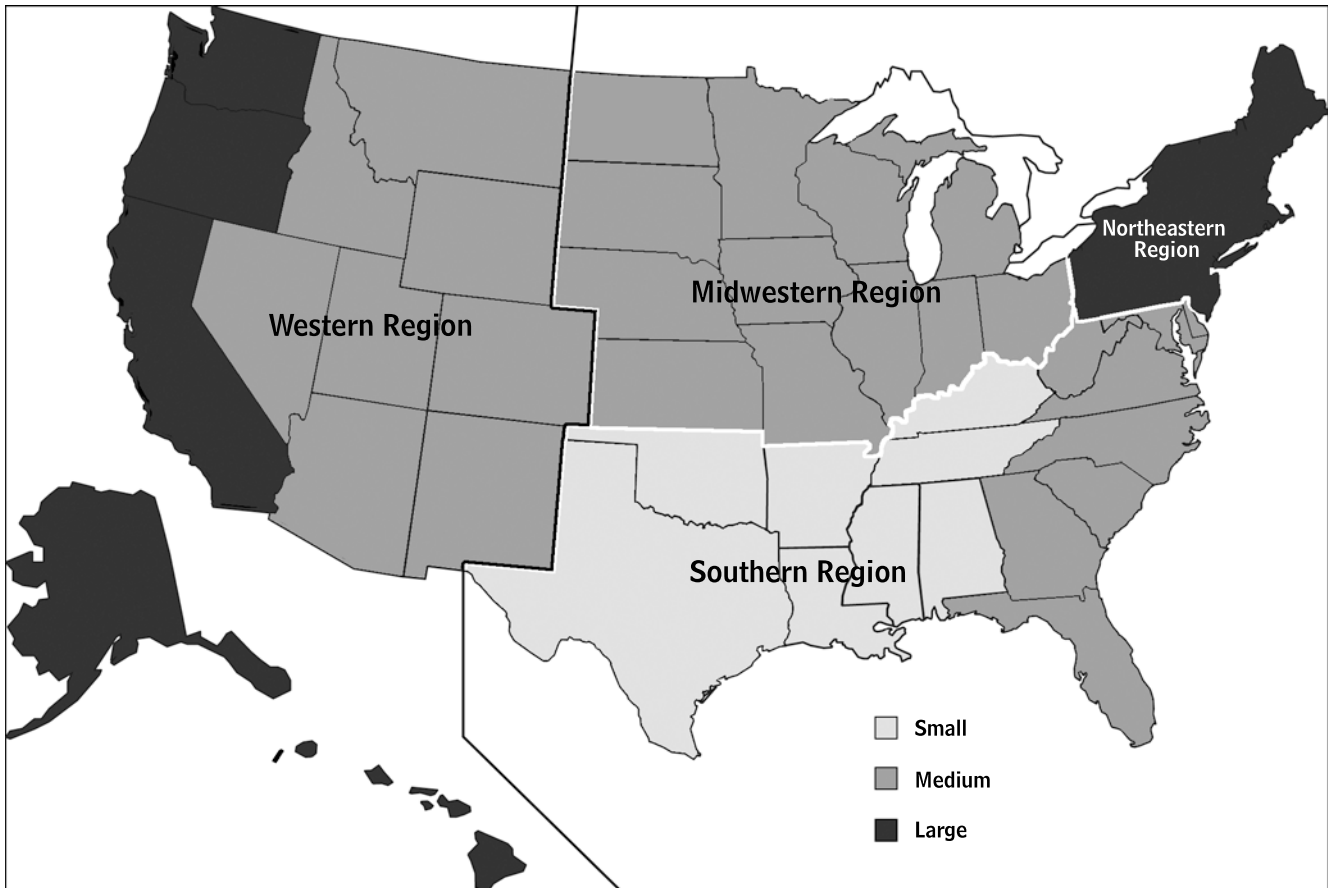 Northeastern
Region
Midwestern Region
Western Region
Southern Region
Small
Medium
Large